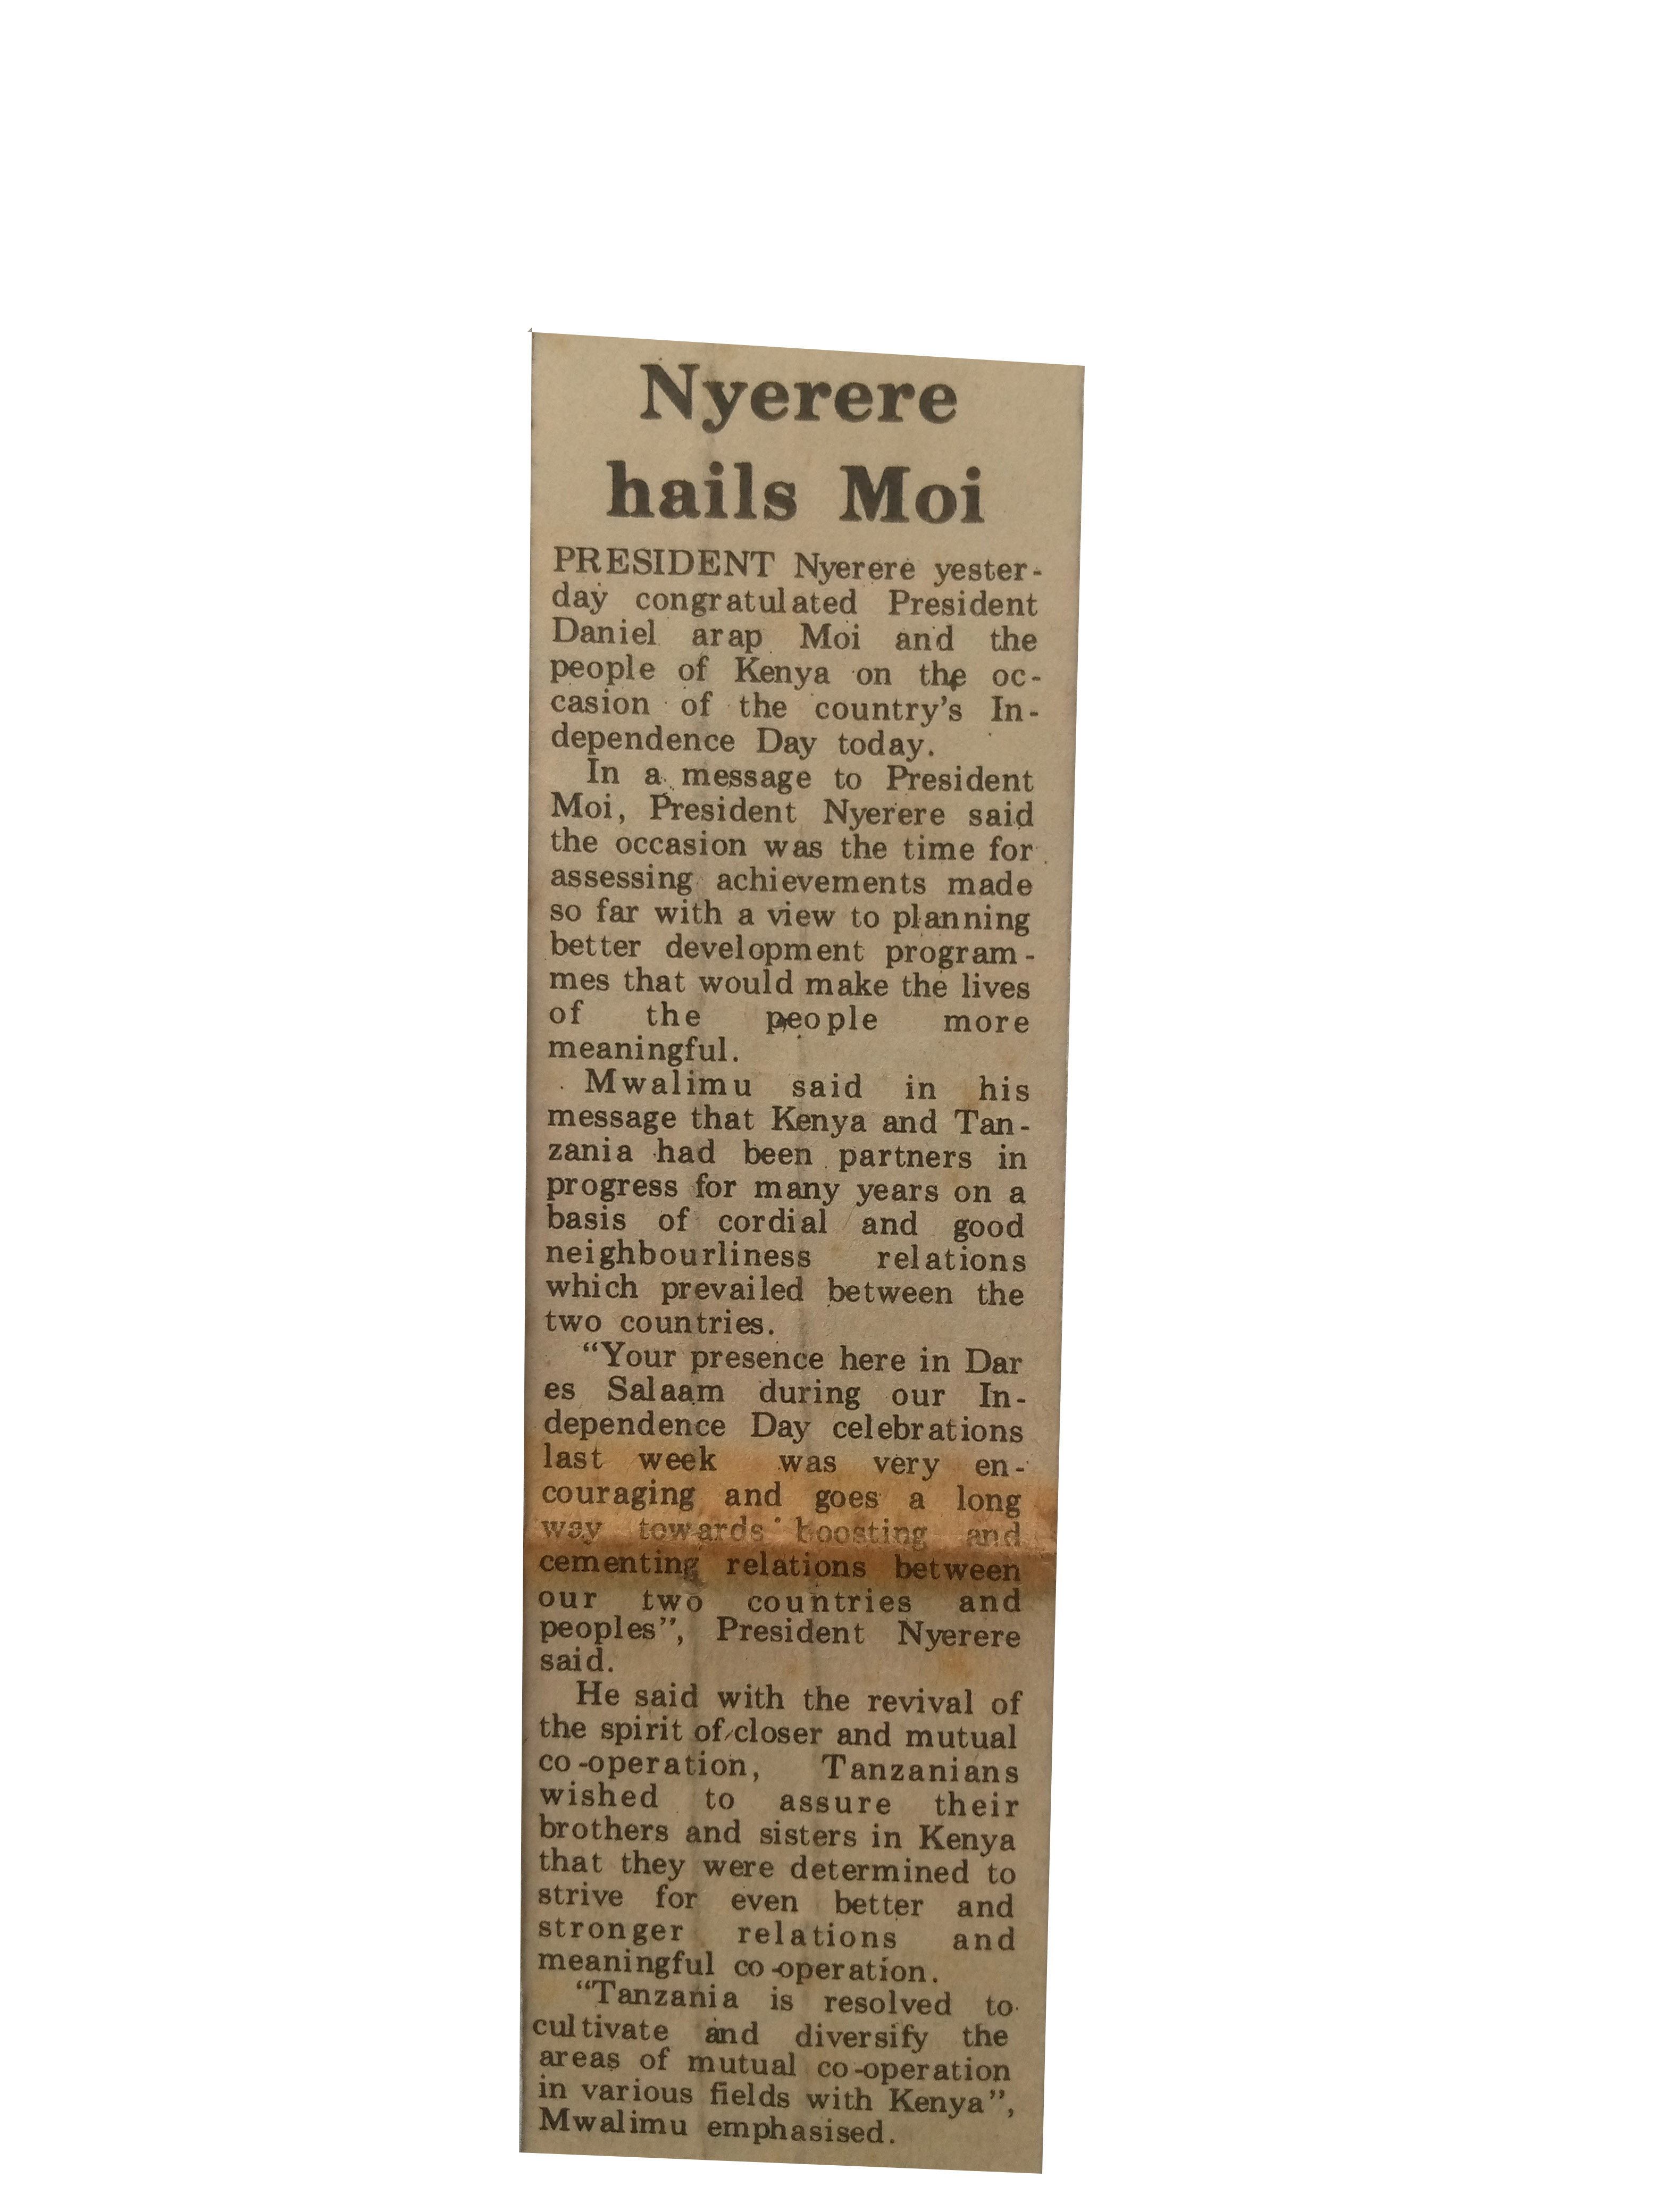 Nyerere
hails Moi
PRESIDENT Nyerere yester-
day congratulated President
Daniel arap Moi and the
people of Kenya on the oc-
casion of the country's In-
dependence Day today.
In a message to President
Moi, President Nyerere said
the occasion was the time for
assessing achievements made
so far with a view to planning
better development program-
mes that would make the lives
of the people more
meaningful.
Mwalimu said in his
message that Kenya and Tan-
zania had been partners in
progress for many years on a
basis of cordial and good
neighbourliness relations
which prevailed between the
two countries.
“Your presence here in Dar
es Salaam during our In-
dependence Day celebrations
last week was very en-
couraging and goes a long
way towards boosting and
cementing relations between
our two countries and
peoples”, President Nyerere
said.
He said with the revival of
the spirit of closer and mutual
co-operation, Tanzanians
wished to assure their
brothers and sisters in Kenya
that they were determined to
strive for even better and
stronger relations and
meaningful co-operation.
“Tanzania is resolved to
cultivate and diversify the
areas of mutual co-operation
in various fields with Kenya”,
Mwalimu emphasised.